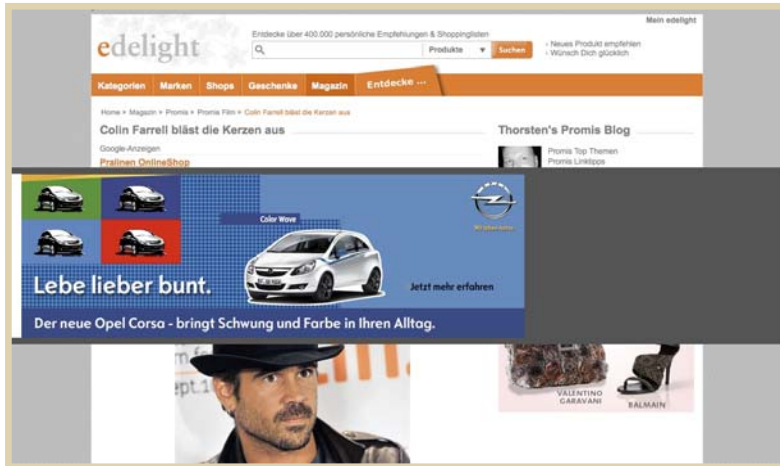 Mein edelight
edelight
Entdecke über 400.000 persönliche Empfehlungen & Shoppinglisten
Produkte
Suchen
› Neues Produkt empfehlen
› Wünsch Dich glücklich
Kategorien Marken Shops Geschenke Magazin Entdecke ...
Home » Magazin » Promis » Promis Film » Colin Farrell bläst die Kerzen aus
Colin Farrell bläst die Kerzen aus
Thorsten's Promis Blog
Google-Anzeigen
Pralinen OnlineShop
Promis Top Themen
Promis Linktipps
Color Wave
Lebe lieber bunt.
Jetzt mehr erfahren
Der neue Opel Corsa - bringt Schwung und Farbe in Ihren Alltag.
VALENTINO
GARAVANI
BALMAIN